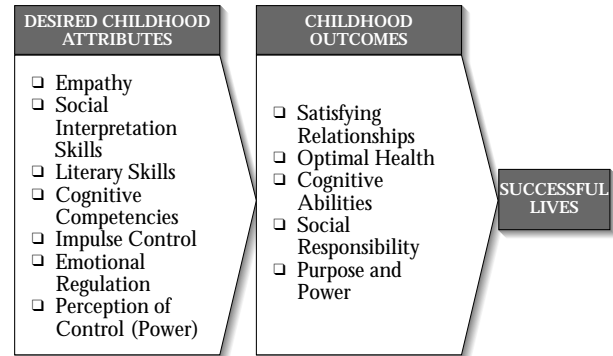 DESIRED CHILDHOOD
ATTRIBUTES
❑ Empathy
❑ Social
Interpretation
Skills
❑ Literary Skills
❑ Cognitive
Competencies
❑ Impulse Control
❑ Emotional
Regulation
❑ Perception of
Control (Power)
CHILDHOOD
OUTCOMES
❑ Satisfying
Relationships
❑ Optimal Health
❑ Cognitive
Abilities
❑ Social
Responsibility
❑ Purpose and
Power
SUCCESSFUL
LIVES